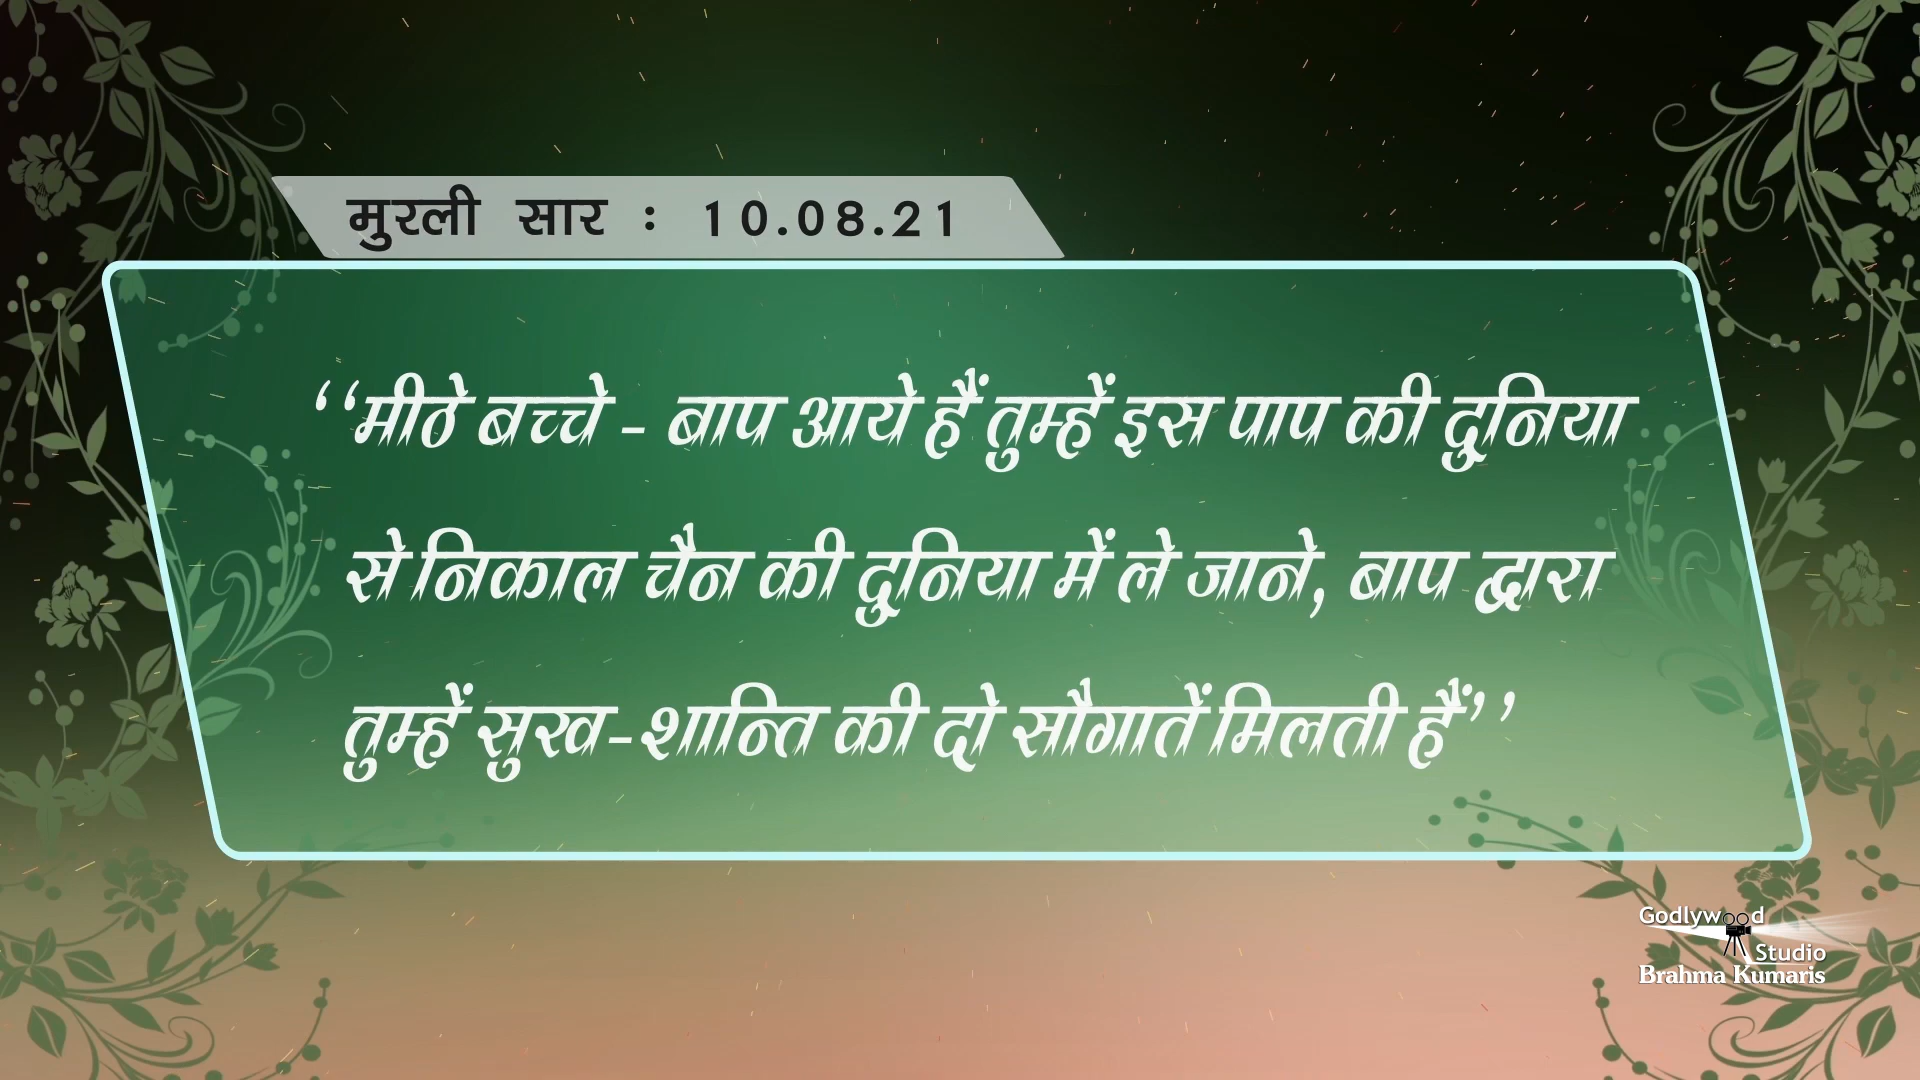 मुरली सार : 10.08.21
‘‘मीठे बच्चे - बाप आये हैं तुम्हें इस पाप की दुनिया
से निकाल चैन की दुनिया में ले जाने, बाप द्वारा
तुम्हें सुख-शान्ति की दो सौगातें मिलती हैं’’
Godlywood
Studio
Brahma Kumaris